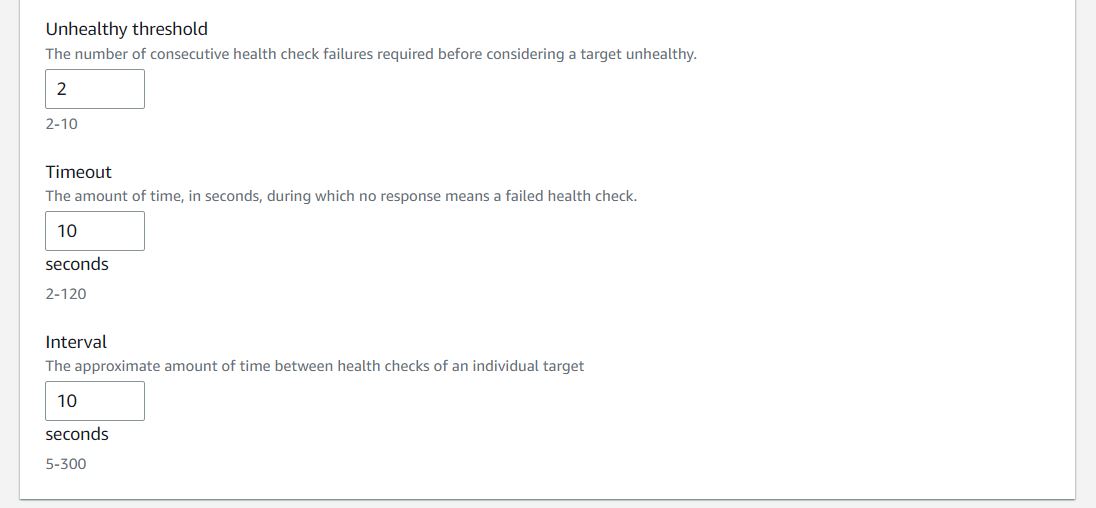 Unhealthy threshold
The number of consecutive health check failures required before considering a target unhealthy.
2
2-10
Timeout
The amount of time, in seconds, during which no response means a failed health check.
10
seconds
2-120
Interval
The approximate amount of time between health checks of an individual target
10
seconds
5-300